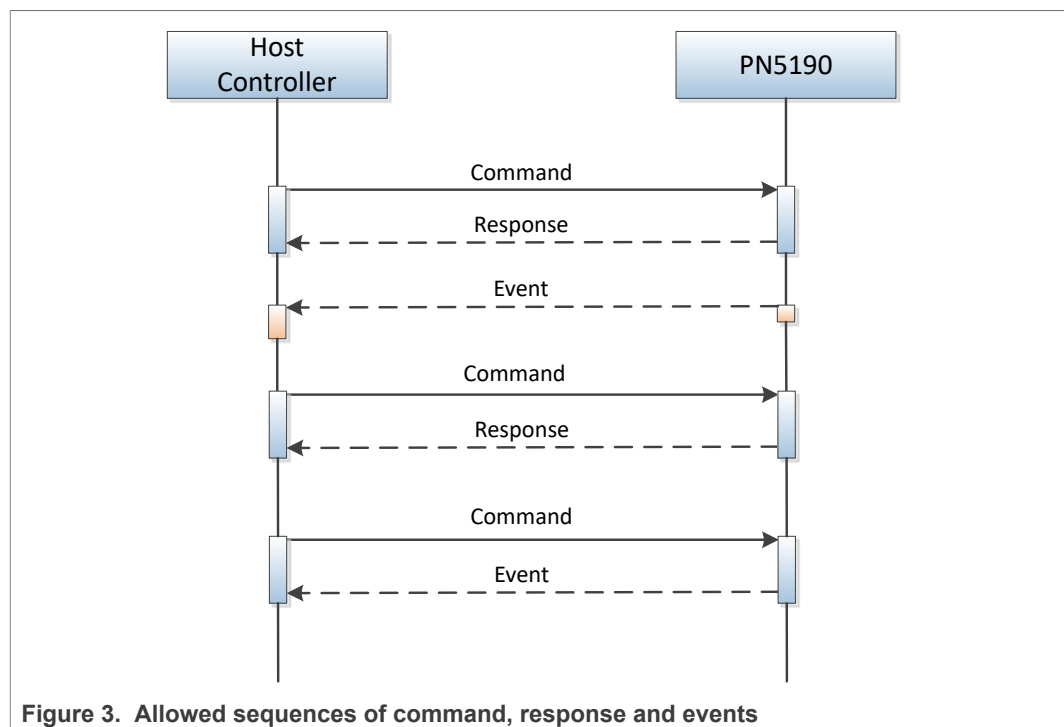 Host
Controller
PN5190
Command
Response
Event
Command
Response
Command
Event
Figure 3. Allowed sequences of command, response and events